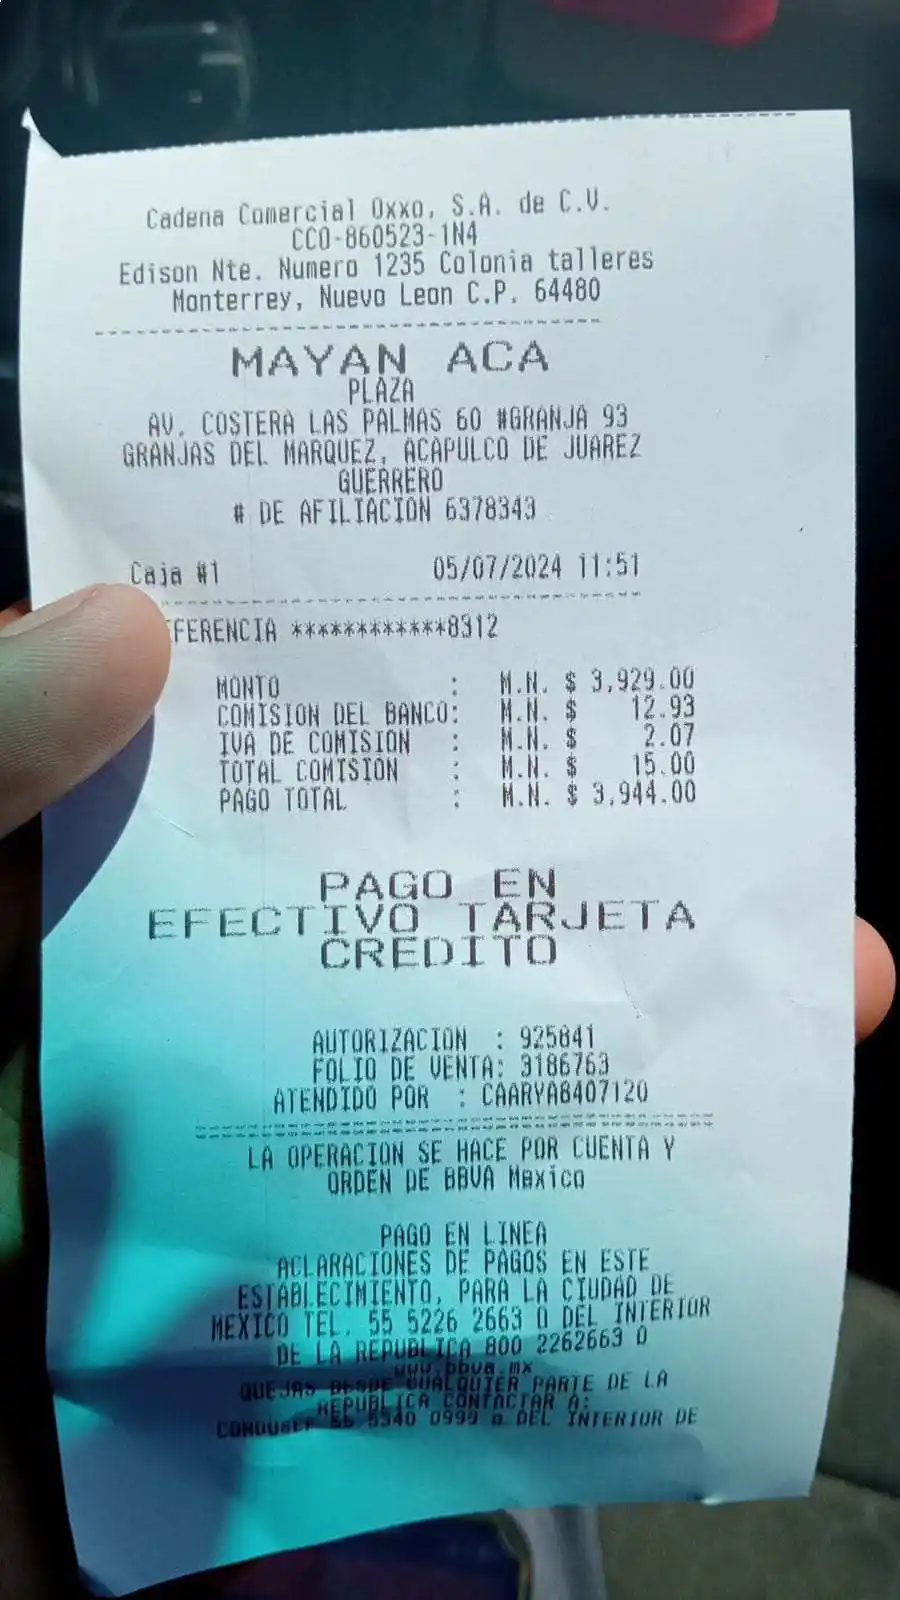 Cadena Comercial Oxxo, S.A. de C.V.
CCO-860523-1N4
Edison Nte. Numero 1235 Colonia talleres
Monterrey, Nuevo Leon C.P. 64480
MAYAN ACA
PLAZA
AV. COSTERA LAS PALMAS 60 #GRANJA 93
GRANJAS DEL MARQUEZ, ACAPULCO DE JUAREZ
GUERRERO
# DE AFILIACION 6378343
Caja #1 05/07/2024 11:51
EFERENCIA ************8312
MONTO : M.N. $ 3,929.00
COMISION DEL BANCO: M.N. $ 12.93
IVA DE COMISION : M.N. $ 2.07
TOTAL COMISION : M.N. $ 15.00
PAGO TOTAL : M.N. $ 3,944.00
PAGO EN
EFECTIVO TARJETA
CREDITO
AUTORIZACION : 925841
FOLIO DE VENTA: 3186763
ATENDIDO POR : CAARYA8407120
LA OPERACION SE HACE POR CUENTA Y
ORDEN DE BBVA Mexico
PAGO EN LINEA
ACLARACIONES DE PAGOS EN ESTE
ESTABLECIMIENTO, PARA LA CIUDAD DE
MEXICO TEL. 55 5226 2663 O DEL INTERIOR
DE LA REPUBLICA 800 2262663 O
www.bbva.mx
QUEJAS DESDE CUALQUIER PARTE DE LA
REPUBLICA CONTACTAR A:
CONDUSEF 55 5340 0999 o DEL INTERIOR DE